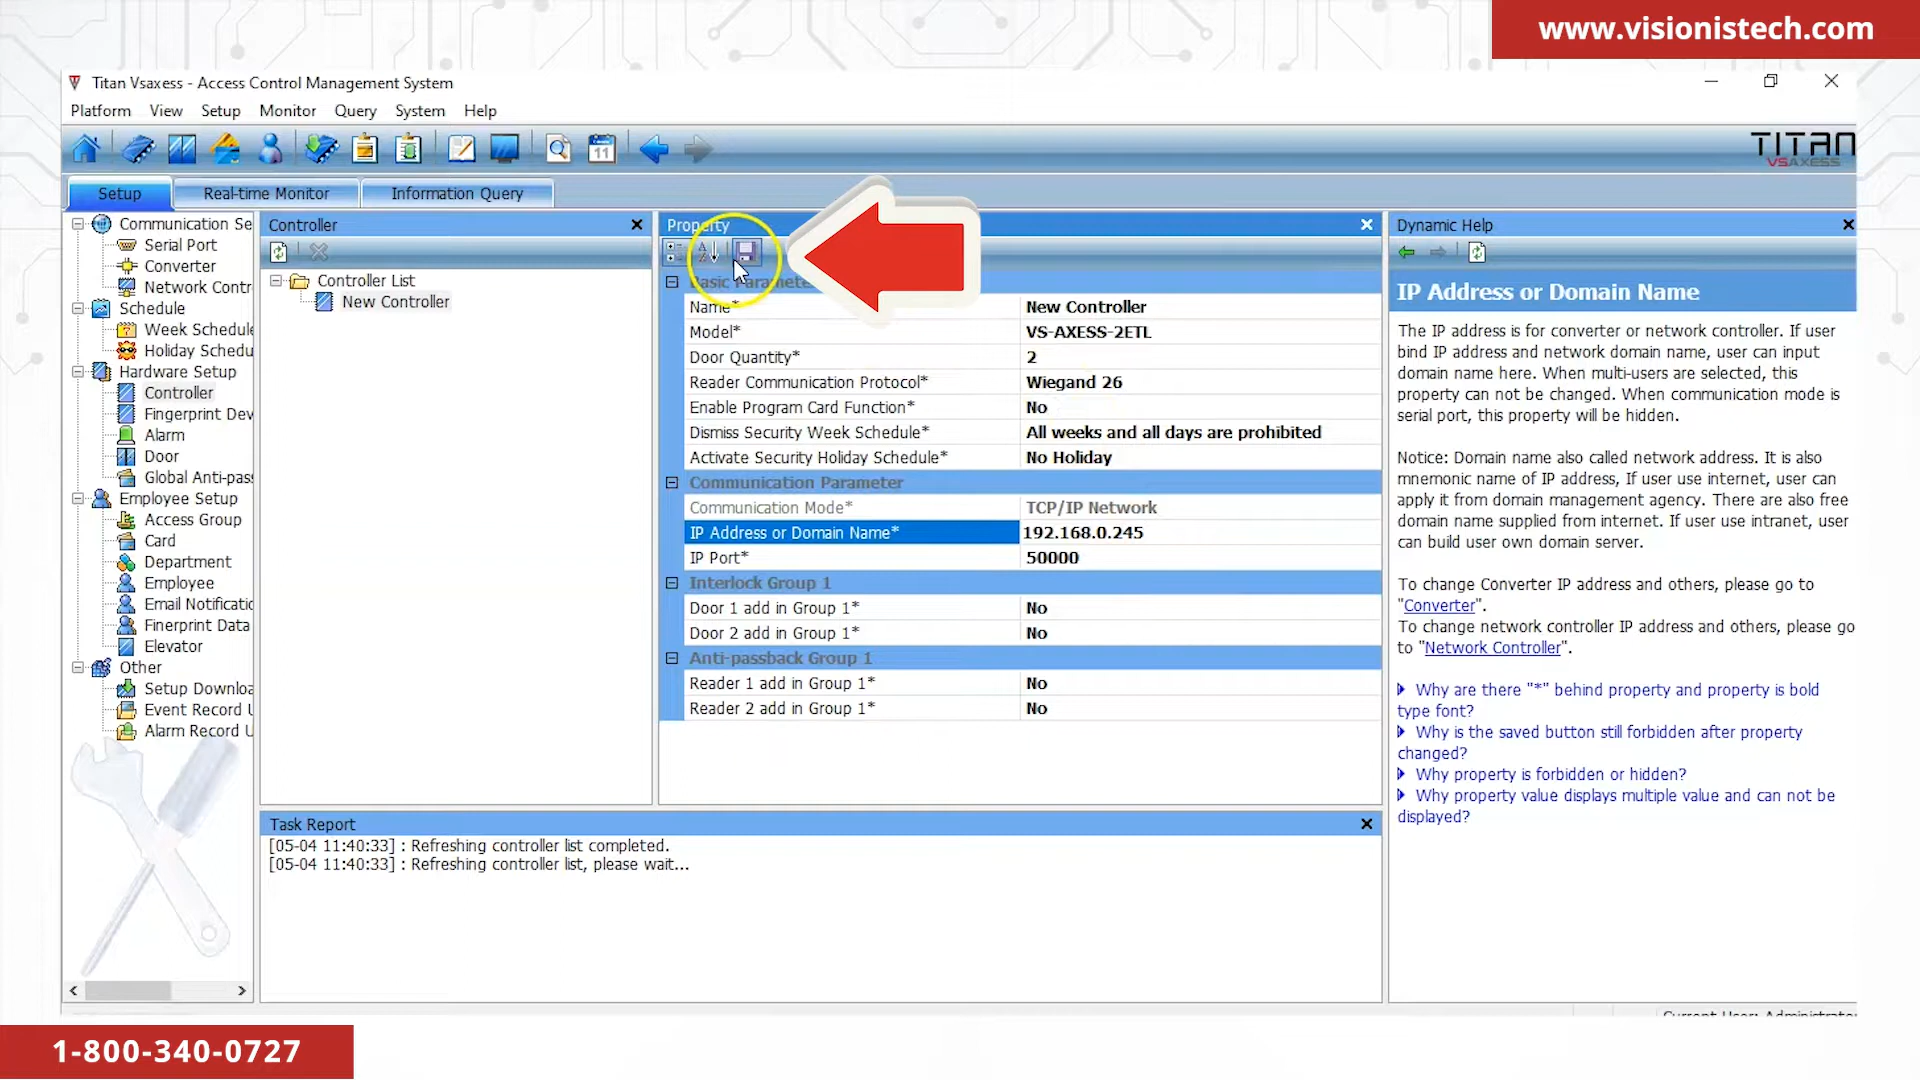 www.visionistech.com
Titan Vsaxess - Access Control Management System
Platform View Setup Monitor Query System Help
11
TITAN
VSAXESS
Setup Real-time Monitor Information Query
Communication Se
Serial Port
Converter
Network Contr
Schedule
Week Schedule
Holiday Schedu
Hardware Setup
Controller
Fingerprint Dev
Alarm
Door
Global Anti-pas
Employee Setup
Access Group
Card
Department
Employee
Email Notificatio
Finerprint Data
Elevator
Other
Setup Downloa
Event Record U
Alarm Record U
Controller
Controller List
New Controller
Property
Basic Paramete
Name* New Controller
Model* VS-AXESS-2ETL
Door Quantity* 2
Reader Communication Protocol* Wiegand 26
Enable Program Card Function* No
Dismiss Security Week Schedule* All weeks and all days are prohibited
Activate Security Holiday Schedule* No Holiday
Communication Parameter
Communication Mode* TCP/IP Network
IP Address or Domain Name* 192.168.0.245
IP Port* 50000
Interlock Group 1
Door 1 add in Group 1* No
Door 2 add in Group 1* No
Anti-passback Group 1
Reader 1 add in Group 1* No
Reader 2 add in Group 1* No
Task Report
[05-04 11:40:33] : Refreshing controller list completed.
[05-04 11:40:33] : Refreshing controller list, please wait...
Dynamic Help
IP Address or Domain Name
The IP address is for converter or network controller. If user
bind IP address and network domain name, user can input
domain name here. When multi-users are selected, this
property can not be changed. When communication mode is
serial port, this property will be hidden.
Notice: Domain name also called network address. It is also
mnemonic name of IP address, If user use internet, user can
apply it from domain management agency. There are also free
domain name supplied from internet. If user use intranet, user
can build user own domain server.
To change Converter IP address and others, please go to
"Converter".
To change network controller IP address and others, please go
to "Network Controller".
Why are there "*" behind property and property is bold
type font?
Why is the saved button still forbidden after property
changed?
Why property is forbidden or hidden?
Why property value displays multiple value and can not be
displayed?
Current User: Administrato
1-800-340-0727